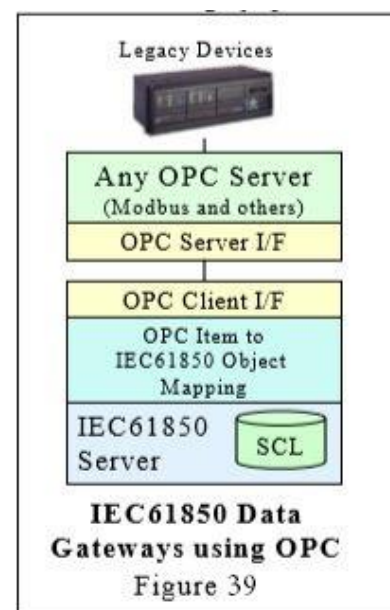 Legacy Devices
Any OPC Server
(Modbus and others)
OPC Server I/F
OPC Client I/F
OPC Item to
IEC61850 Object
Mapping
IEC61850
Server
SCL
IEC61850 Data
Gateways using OPC
Figure 39